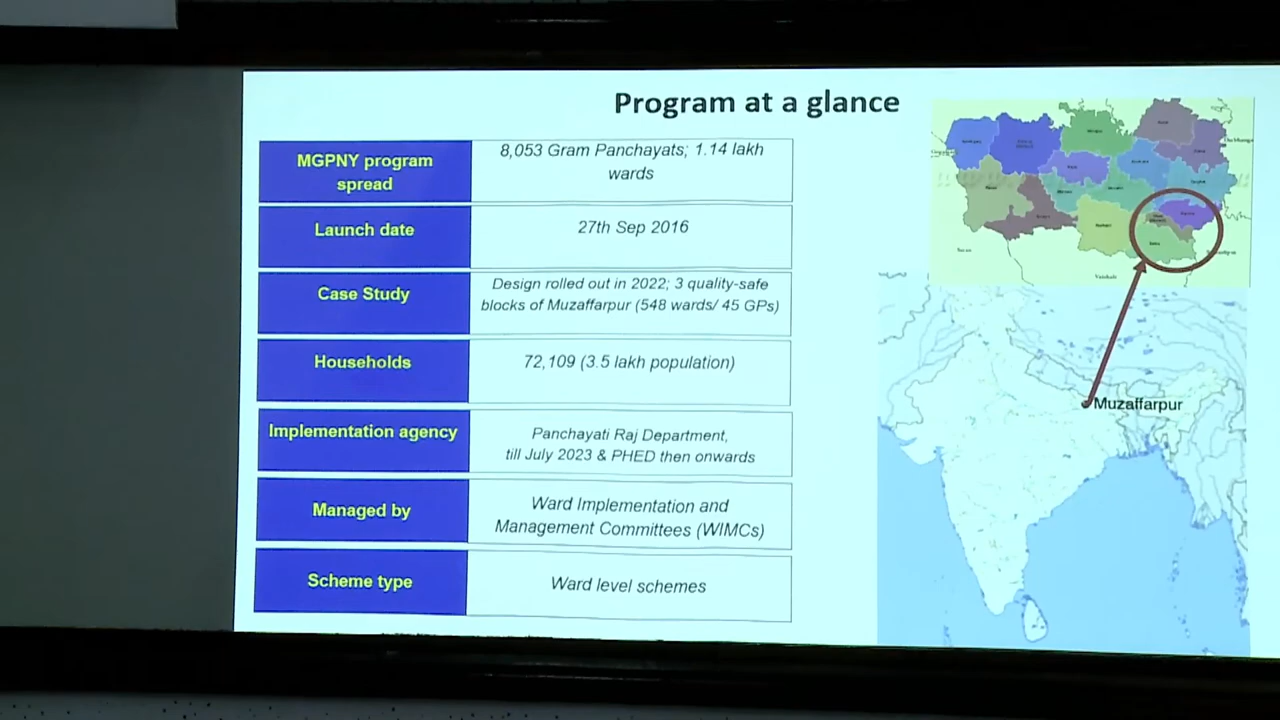 Program at a glance
MGPNY program
spread
8,053 Gram Panchayats; 1.14 lakh
wards
Launch date
27th Sep 2016
Case Study
Design rolled out in 2022; 3 quality-safe
blocks of Muzaffarpur (548 wards/ 45 GPs)
Households
72,109 (3.5 lakh population)
Implementation agency
Panchayati Raj Department,
till July 2023 & PHED then onwards
Managed by
Ward Implementation and
Management Committees (WIMCs)
Scheme type
Ward level schemes
Vaishali
Muzaffarpur